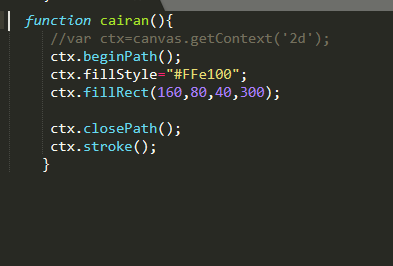 function cairan(){
//var ctx=canvas.getContext('2d');
ctx.beginPath();
ctx.fillStyle="#FFe100";
ctx.fillRect(160,80,40,300);
ctx.closePath();
ctx.stroke();
}